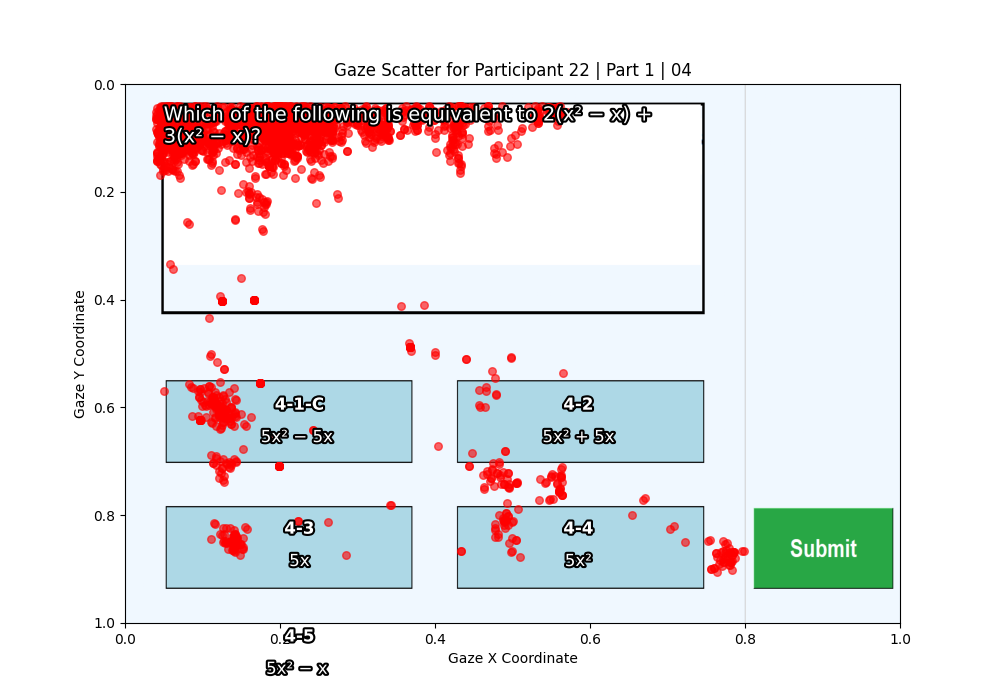 Gaze Scatter for Participant 22 | Part 1 | 04
0.0
Which of the following is equivalent to 2(x² − x) +
3(x² − x)?
0.2
0.4
Gaze Y Coordinate
4-1-C
4-2
0.6
5x² − 5x
5x² + 5x
0.8
4-3
4-4
Submit
5x
5x²
1.0
0.0
0.2
0.4
0.6
0.8
1.0
4-5
Gaze X Coordinate
5x² − x